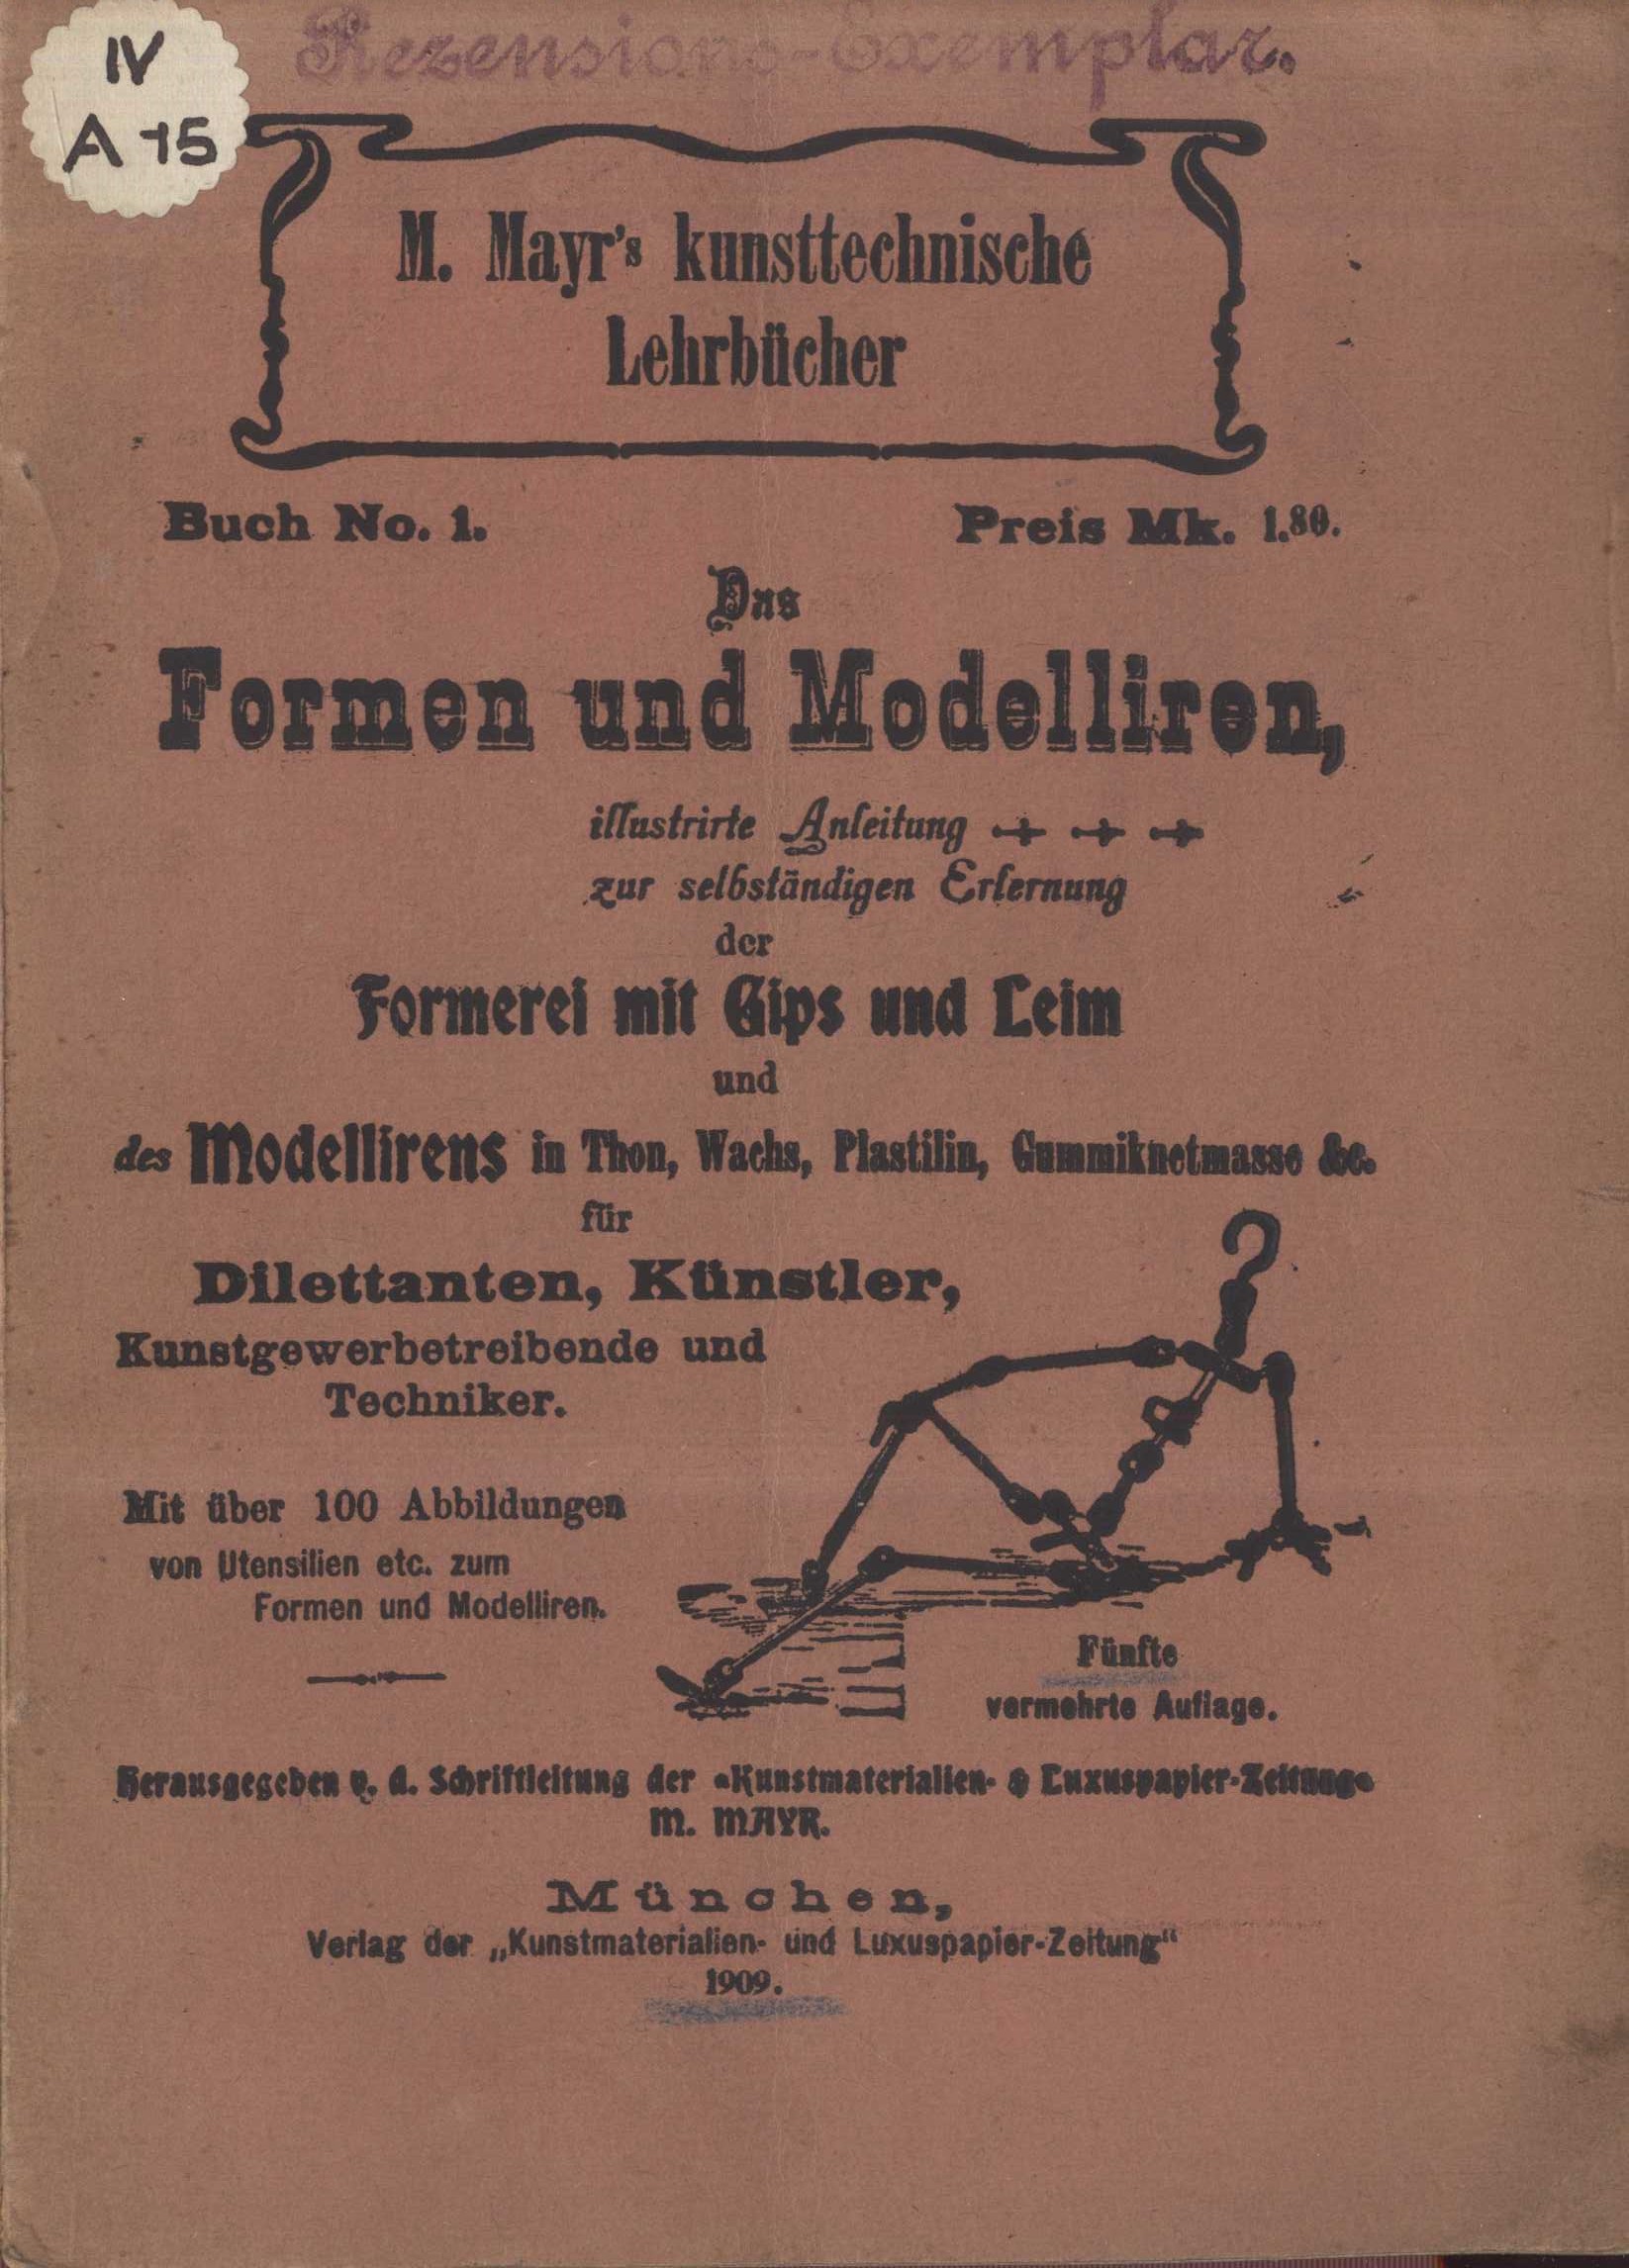 Rezensions-Exemplar.
IV
A 15
M. Mayr's kunsttechnische
Lehrbücher
Buch No. 1.
Preis Mk. 1.80.
Das
Formen und Modelliren,
illustrirte Anleitung
zur selbständigen Erlernung
der
Formerei mit Gips und Leim
und
des Modellirens in Thon, Wachs, Plastilin, Gummiknetmasse &c.
für
Dilettanten, Künstler,
Kunstgewerbetreibende und
Techniker.
Mit über 100 Abbildungen
von Utensilien etc. zum
Formen und Modelliren.
Fünfte
vermehrte Auflage.
Herausgegeben v. d. Schriftleitung der «Kunstmaterialien- & Luxuspapier-Zeitung»
M. MAYR.
München,
Verlag der „Kunstmaterialien- und Luxuspapier-Zeitung“
1909.